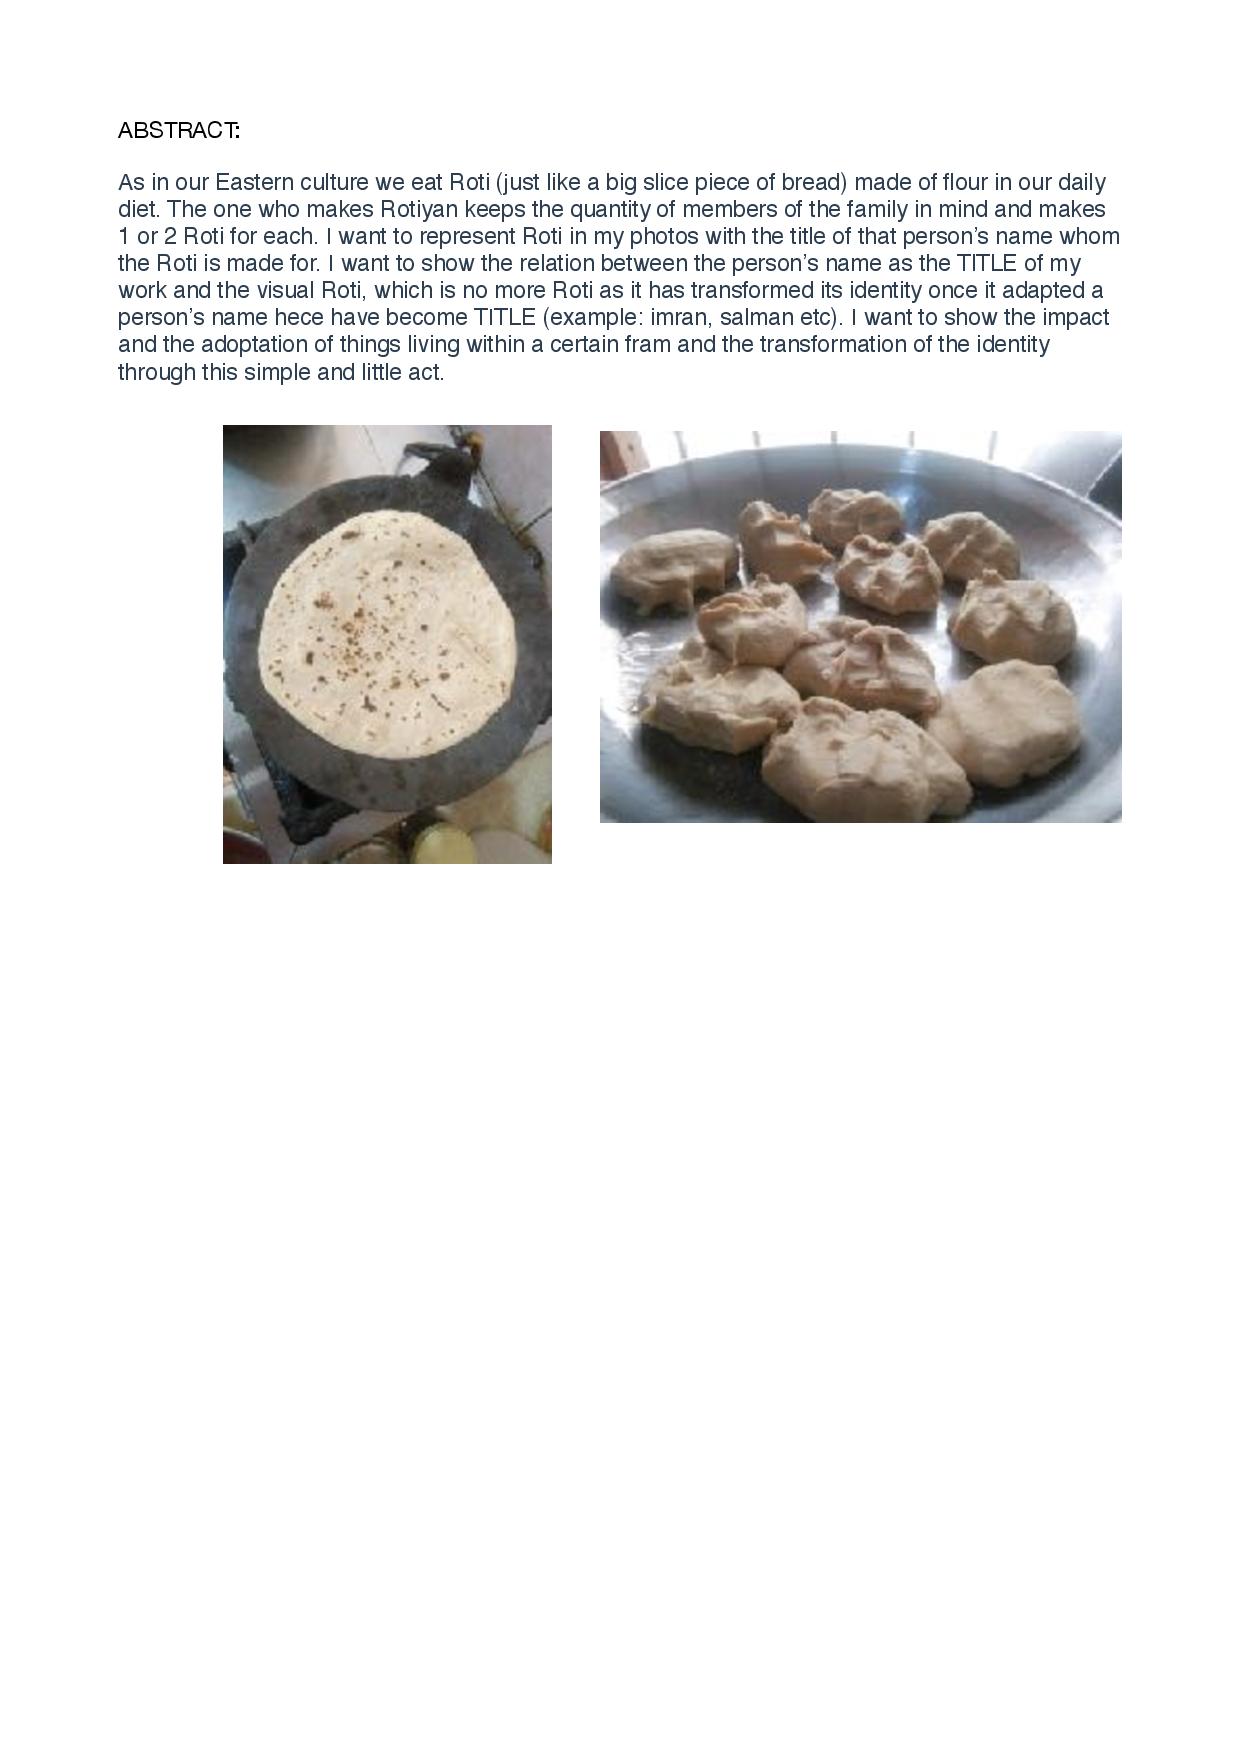 ABSTRACT:
As in our Eastern culture we eat Roti (just like a big slice piece of bread) made of flour in our daily
diet. The one who makes Rotiyan keeps the quantity of members of the family in mind and makes
1 or 2 Roti for each. I want to represent Roti in my photos with the title of that person’s name whom
the Roti is made for. I want to show the relation between the person’s name as the TITLE of my
work and the visual Roti, which is no more Roti as it has transformed its identity once it adapted a
person’s name hece have become TITLE (example: imran, salman etc). I want to show the impact
and the adoptation of things living within a certain fram and the transformation of the identity
through this simple and little act.